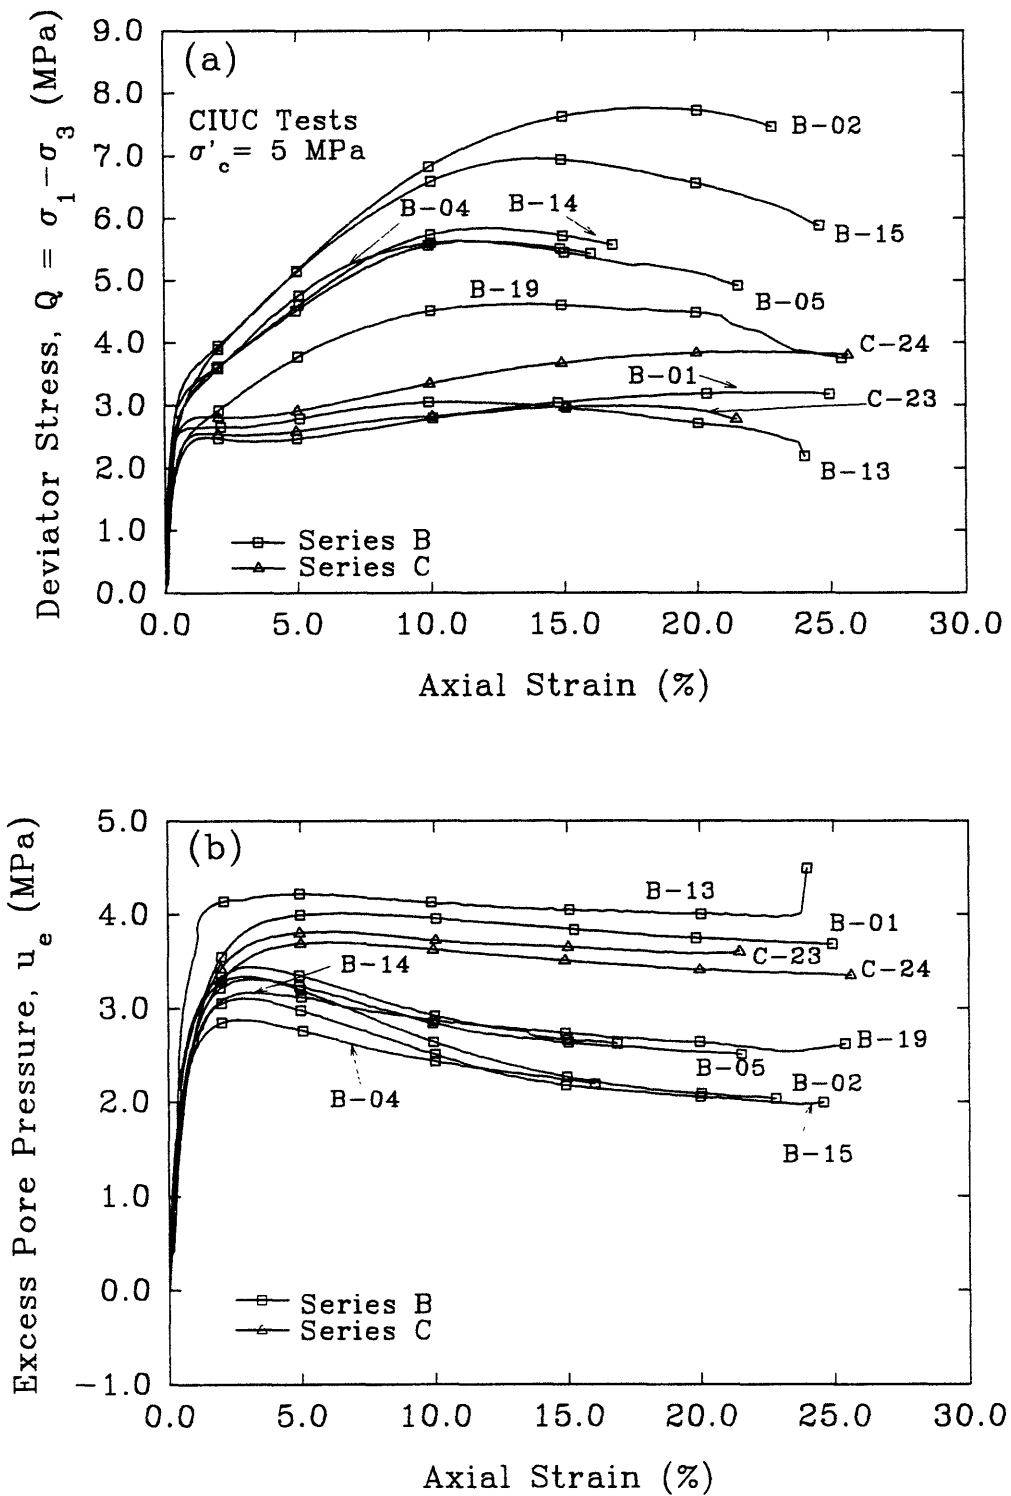 (a)
CIUC Tests
σ'c = 5 MPa
Deviator Stress, Q = σ1−σ3 (MPa)
9.0
8.0
7.0
6.0
5.0
4.0
3.0
2.0
1.0
0.0
B-02
B-15
B-04
B-14
B-05
B-19
C-24
B-01
C-23
B-13
Series B
Series C
0.0 5.0 10.0 15.0 20.0 25.0 30.0
Axial Strain (%)
(b)
Excess Pore Pressure, ue (MPa)
5.0
4.0
3.0
2.0
1.0
0.0
−1.0
B-13
B-01
C-23
C-24
B-14
B-19
B-05
B-02
B-04
B-15
Series B
Series C
0.0 5.0 10.0 15.0 20.0 25.0 30.0
Axial Strain (%)